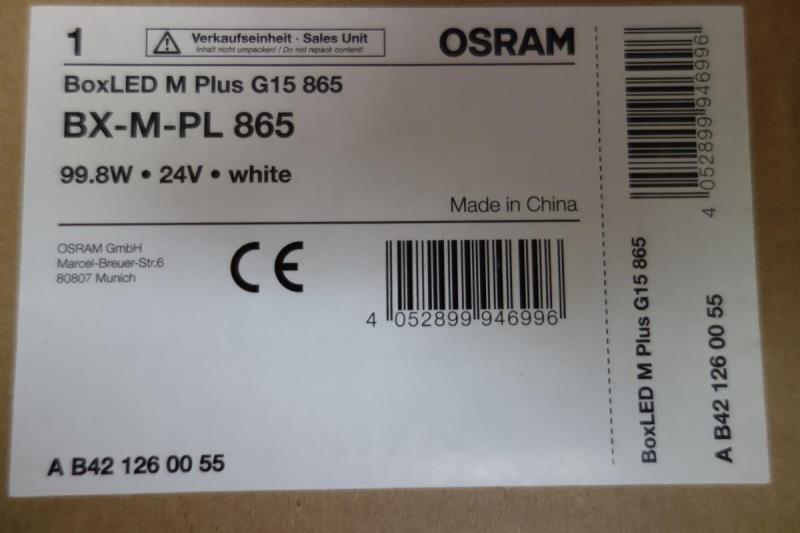 1
Verkaufseinheit · Sales Unit
Inhalt nicht umpacken! / Do not repack content!
OSRAM
BoxLED M Plus G15 865
BX-M-PL 865
99.8W • 24V • white
Made in China
OSRAM GmbH
Marcel-Breuer-Str.6
80807 Munich
CE
4 052899 946996
A B42 126 00 55
4 052899 946996
BoxLED M Plus G15 865
A B42 126 00 55